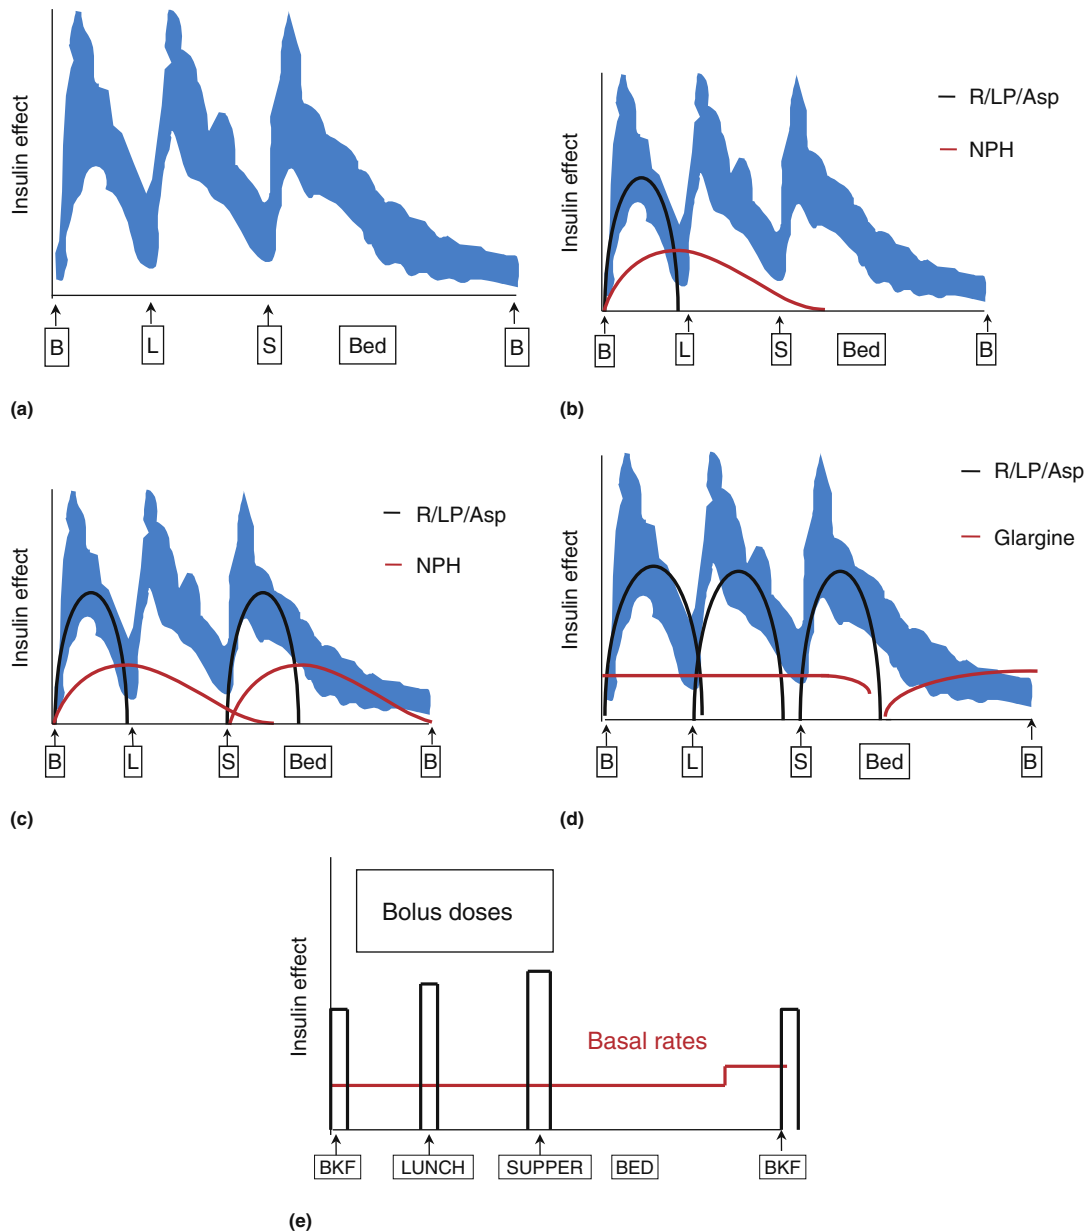 Insulin effect
B
L
S
Bed
B
(a)
Insulin effect
R/LP/Asp
NPH
B
L
S
Bed
B
(b)
Insulin effect
R/LP/Asp
NPH
B
L
S
Bed
B
(c)
Insulin effect
R/LP/Asp
Glargine
B
L
S
Bed
B
(d)
Insulin effect
Bolus doses
Basal rates
BKF
LUNCH
SUPPER
BED
BKF
(e)